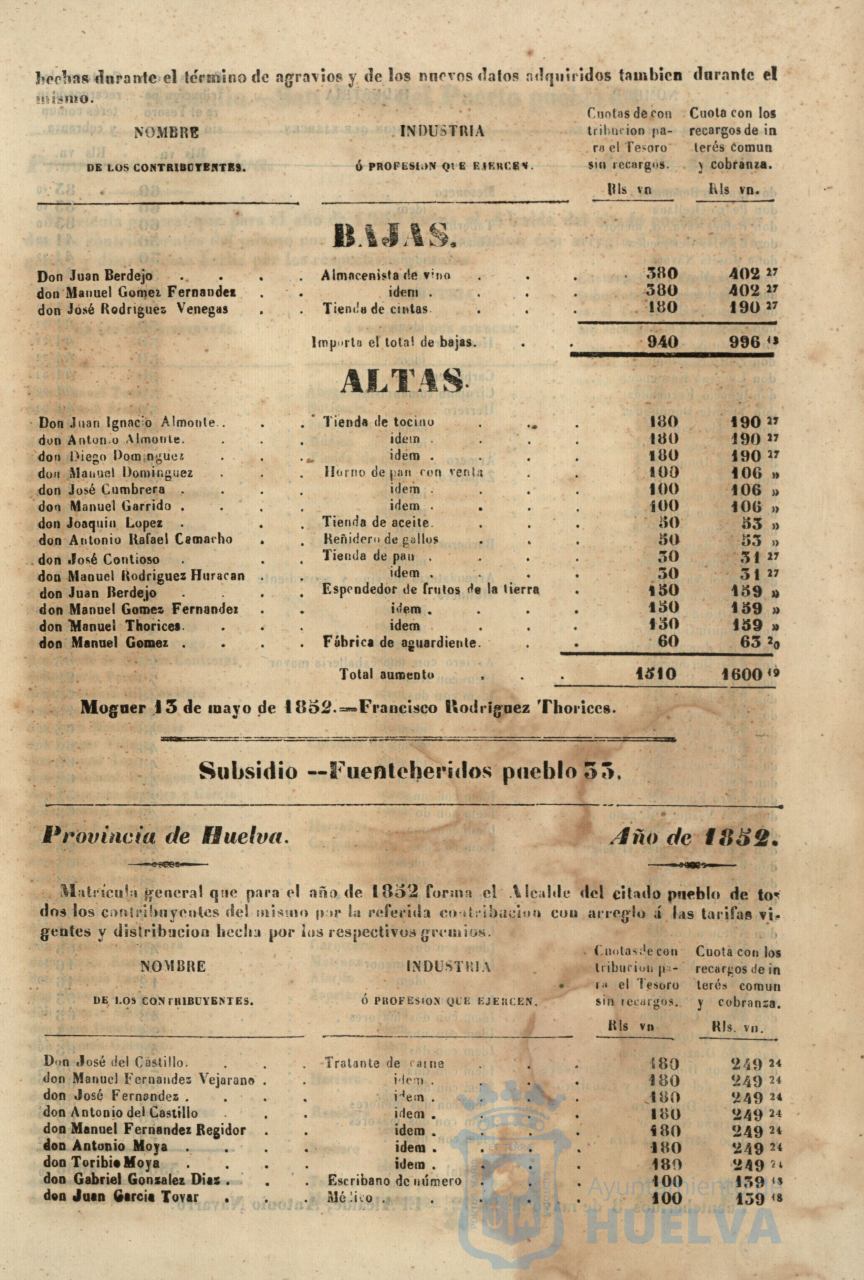 hechas durante el término de agravios y de los nuevos datos adquiridos tambien durante el
mismo.
NOMBRE
DE LOS CONTRIBUYENTES.
INDUSTRIA
Ó PROFESION QUE EJERCEN.
Cuotas de con
tribucion pa-
ra el Tesoro
sin recargos.
Rls vn
Cuota con los
recargos de in
terés comun
y cobranza.
Rls vn.
BAJAS.
Don Juan Berdejo . . . . Almacenista de vino . . . 380 402 27
don Manuel Gomez Fernandez . . idem . . . . 380 402 27
don José Rodriguez Venegas . . Tienda de cintas. . . . 180 190 27
Importa el total de bajas. . . 940 996 13
ALTAS.
Don Juan Ignacio Almonte. . . . Tienda de tocino . . . 180 190 27
don Antonio Almonte. . . . idem . . . . 180 190 27
don Diego Dominguez . . . idem . . . . 180 190 27
don Manuel Dominguez . . . Horno de pan con venta . . . 100 106 »
don José Cumbrera . . . . idem . . . . 100 106 »
don Manuel Garrido . . . . idem . . . . 100 106 »
don Joaquin Lopez . . . Tienda de aceite. . . . 50 53 »
don Antonio Rafael Camacho . . Reñidero de gallos . . . 50 53 »
don José Contioso . . . Tienda de pan . . . . 30 31 27
don Manuel Rodriguez Huracan . . idem . . . . 30 31 27
don Juan Berdejo . . . . Espendedor de frutos de la tierra . 150 159 »
don Manuel Gomez Fernandez . . idem . . . . 150 159 »
don Manuel Thorices. . . . idem . . . 150 159 »
don Manuel Gomez . . . . Fábrica de aguardiente. . . 60 63 20
Total aumento . . . 1510 1600 19
Moguer 13 de mayo de 1852.=Francisco Rodriguez Thorices.
Subsidio --Fuenteheridos pueblo 33.
Provincia de Huelva. Año de 1852.
Matrícula general que para el año de 1852 forma el Alcalde del citado pueblo de to-
dos los contribuyentes del mismo por la referida contribucion con arreglo á las tarifas vi-
gentes y distribucion hecha por los respectivos gremios.
NOMBRE
DE LOS CONTRIBUYENTES.
INDUSTRIA
Ó PROFESION QUE EJERCEN.
Cuotas de con
tribucion pa-
ra el Tesoro
sin recargos.
Rls vn
Cuota con los
recargos de in
terés comun
y cobranza.
Rls. vn.
Don José del Castillo. . . . Tratante de carne . . . 180 249 24
don Manuel Fernandez Vejarano . . idem . . . . 180 249 24
don José Fernendez . . . . idem . . . . 180 249 24
don Antonio del Castillo . . idem . . . . 180 249 24
don Manuel Fernandez Regidor . . idem . . . . 180 249 24
don Antonio Moya . . . . idem . . . . 180 249 24
don Toribio Moya . . . . idem . . . . 180 249 24
don Gabriel Gonzalez Diaz . . . Escribano de número . . . 100 139 18
don Juan Garcia Tovar . . . Médico . . . . . 100 139 18
Ayuntamiento
HUELVA